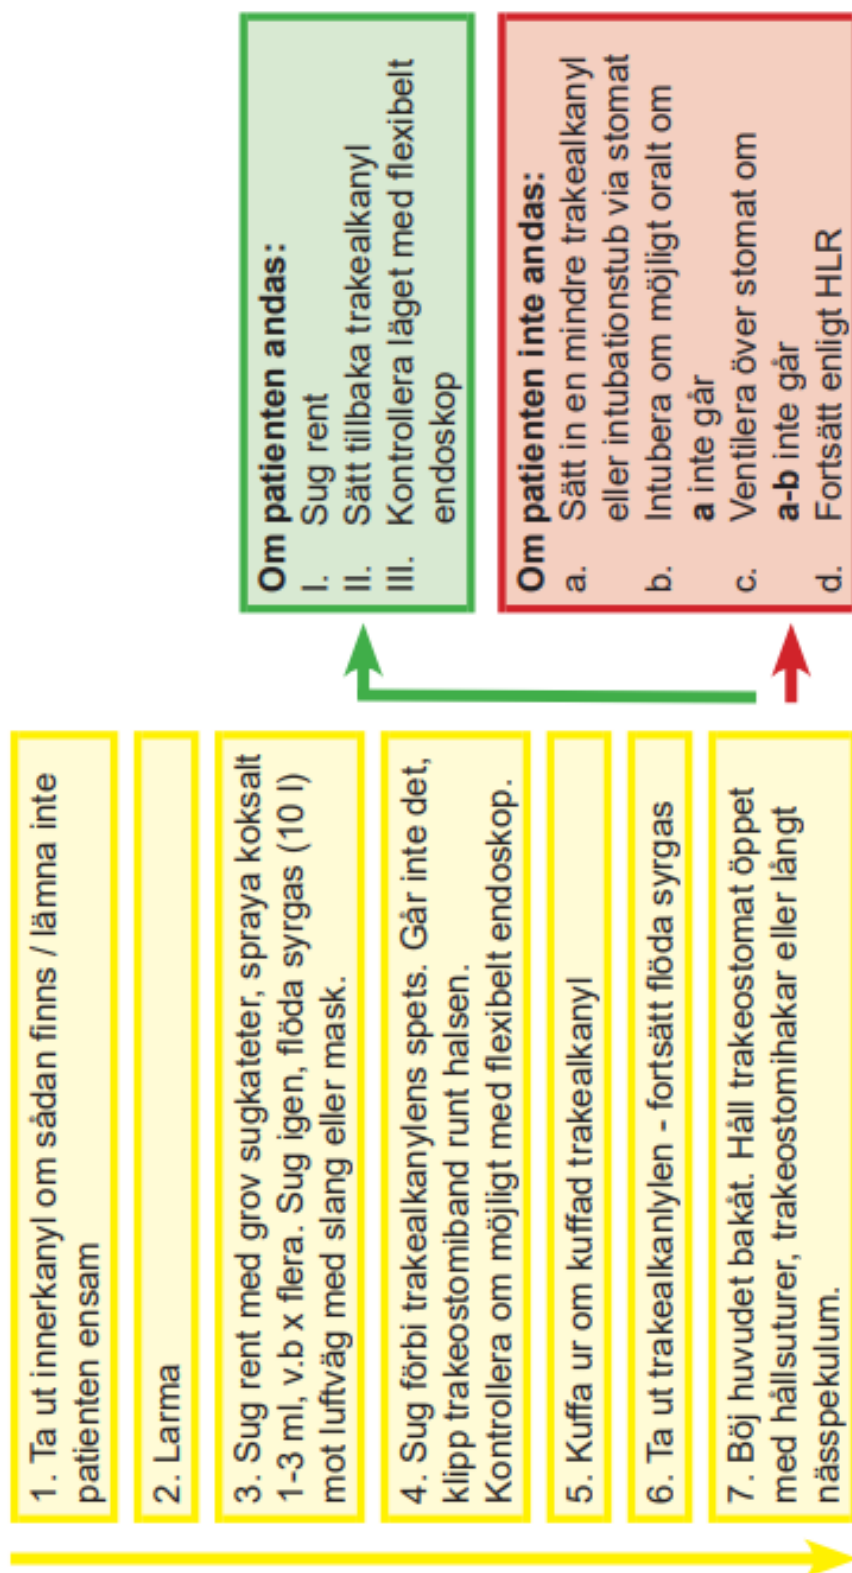 1. Ta ut innerkanyl om sådan finns / lämna inte
patienten ensam
2. Larma
3. Sug rent med grov sugkateter, spraya koksalt
1-3 ml, v.b x flera. Sug igen, flöda syrgas (10 l)
mot luftväg med slang eller mask.
4. Sug förbi trakealkanylens spets. Går inte det,
klipp trakeostomiband runt halsen.
Kontrollera om möjligt med flexibelt endoskop.
5. Kuffa ur om kuffad trakealkanyl
6. Ta ut trakealkanlylen - fortsätt flöda syrgas
7. Böj huvudet bakåt. Håll trakeostomat öppet
med hållsuturer, trakeostomihakar eller långt
nässpekulum.
Om patienten andas:
I. Sug rent
II. Sätt tillbaka trakealkanyl
III. Kontrollera läget med flexibelt
endoskop
Om patienten inte andas:
a. Sätt in en mindre trakealkanyl
eller intubationstub via stomat
b. Intubera om möjligt oralt om
a inte går
c. Ventilera över stomat om
a-b inte går
d. Fortsätt enligt HLR